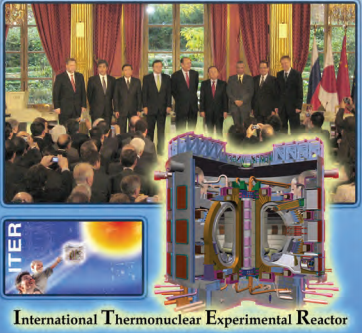 ITER
International Thermonuclear Experimental Reactor